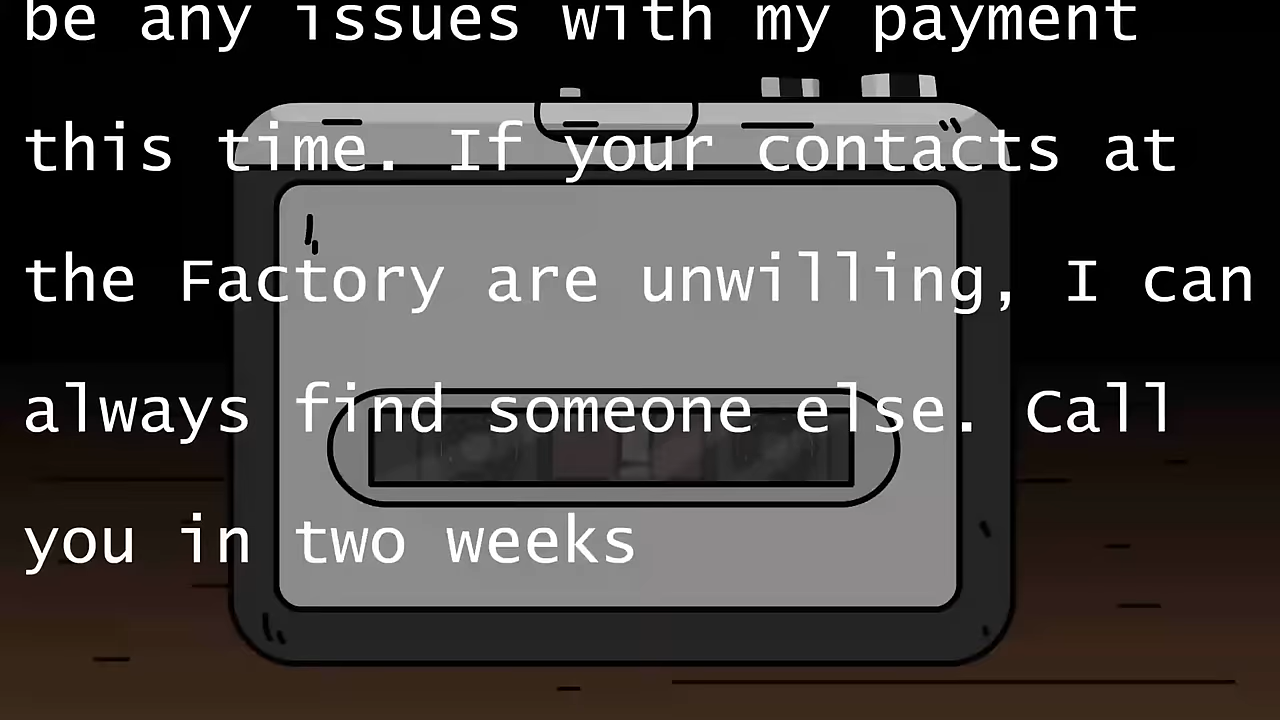 be any issues with my payment
this time. If your contacts at
the Factory are unwilling, I can
always find someone else. Call
you in two weeks